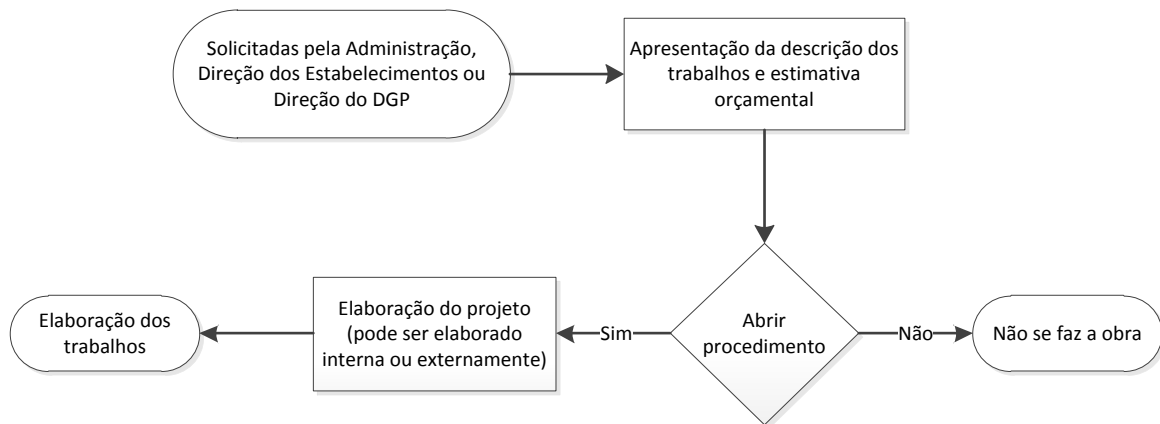 Solicitadas pela Administração,
Direção dos Estabelecimentos ou
Direção do DGP
Apresentação da descrição dos
trabalhos e estimativa
orçamental
Elaboração dos
trabalhos
Elaboração do projeto
(pode ser elaborado
interna ou externamente)
Sim
Abrir
procedimento
Não
Não se faz a obra